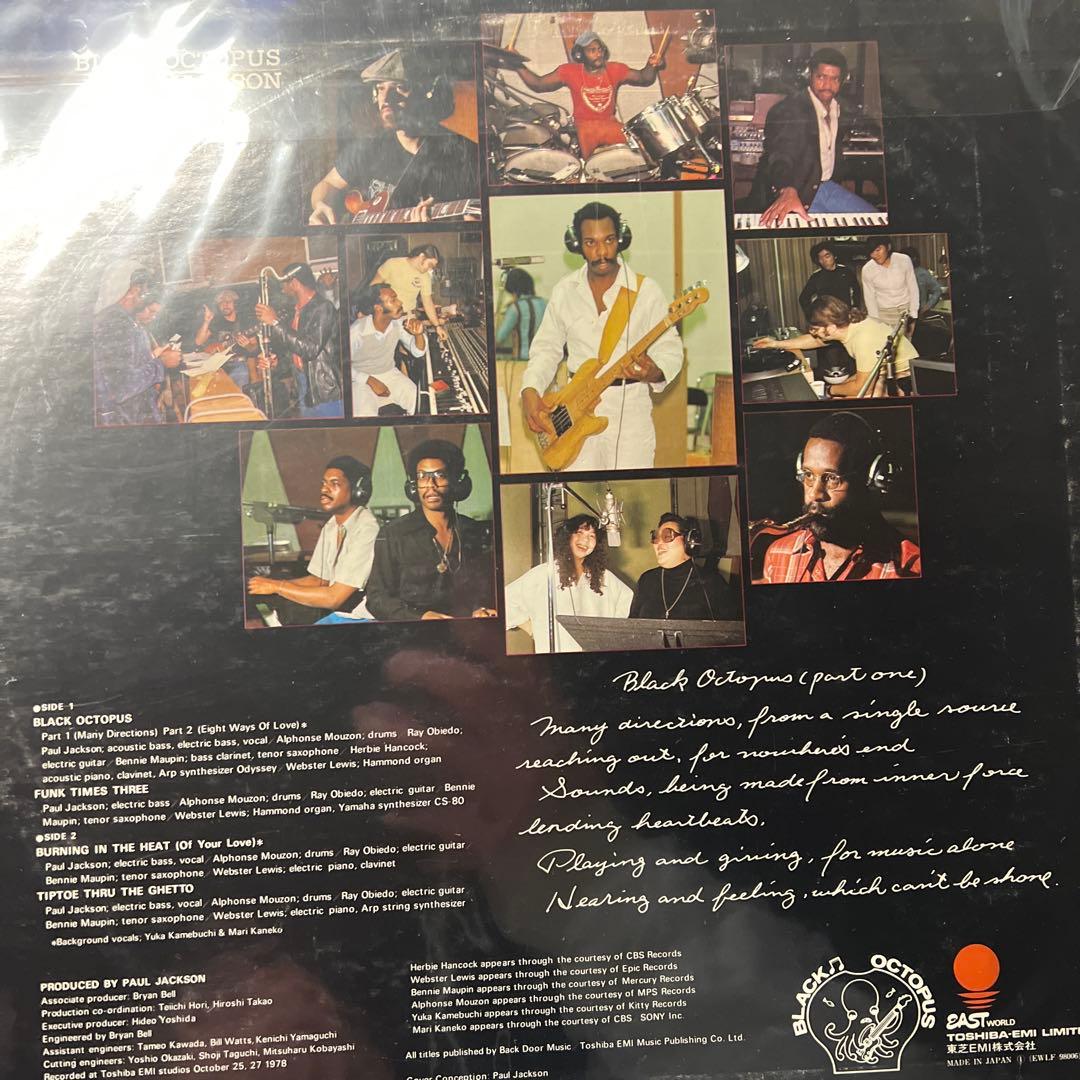 OCTOPUS
SON
●SIDE 1
BLACK OCTOPUS
Part 1 (Many Directions) Part 2 (Eight Ways Of Love)*
Paul Jackson; acoustic bass, electric bass, vocal / Alphonse Mouzon; drums / Ray Obiedo;
electric guitar / Bennie Maupin; bass clarinet, tenor saxophone / Herbie Hancock;
acoustic piano, clavinet, Arp synthesizer Odyssey / Webster Lewis; Hammond organ
FUNK TIMES THREE
Paul Jackson; electric bass / Alphonse Mouzon; drums / Ray Obiedo; electric guitar / Bennie
Maupin; tenor saxophone / Webster Lewis; Hammond organ, Yamaha synthesizer CS-80
●SIDE 2
BURNING IN THE HEAT (Of Your Love)*
Paul Jackson; electric bass, vocal / Alphonse Mouzon; drums / Ray Obiedo; electric guitar /
Bennie Maupin; tenor saxophone / Webster Lewis; electric piano, clavinet
TIPTOE THRU THE GHETTO
Paul Jackson; electric bass, vocal / Alphonse Mouzon; drums / Ray Obiedo; electric guitar
Bennie Maupin; tenor saxophone / Webster Lewis; electric piano, Arp string synthesizer
*Background vocals; Yuka Kamebuchi & Mari Kaneko
Black Octopus (part one)
Many direcions, from a single source
reaching out, for nowhere's end
Sounds, being made from inner force
lending heartbeats.
Playing and giving, for music alone
Hearing and feeling, which can't be shone.
PRODUCED BY PAUL JACKSON
Associate producer: Bryan Bell
Production co-ordination: Teiichi Hori, Hiroshi Takao
Executive producer: Hideo Yoshida
Engineered by Bryan Bell
Assistant engineers: Tameo Kawada, Bill Watts, Kenichi Yamaguchi
Cutting engineers: Yoshio Okazaki, Shoji Taguchi, Mitsuharu Kobayashi
Recorded at Toshiba EMI studios October 25, 27 1978
Herbie Hancock appears through the courtesy of CBS Records
Webster Lewis appears through the courtesy of Epic Records
Bennie Maupin appears through the courtesy of Mercury Records
Alphonse Mouzon appears through the courtesy of MPS Records
Yuka Kamebuchi appears through the courtesy of Kitty Records
Mari Kaneko appears through the courtesy of CBS SONY Inc.
All titles published by Back Door Music / Toshiba EMI Music Publishing Co. Ltd.
Cover Conception: Paul Jackson
BLACK OCTOPUS
EAST WORLD
TOSHIBA-EMI LIMITE
東芝EMI株式会社
MADE IN JAPAN (EWLF 98006)